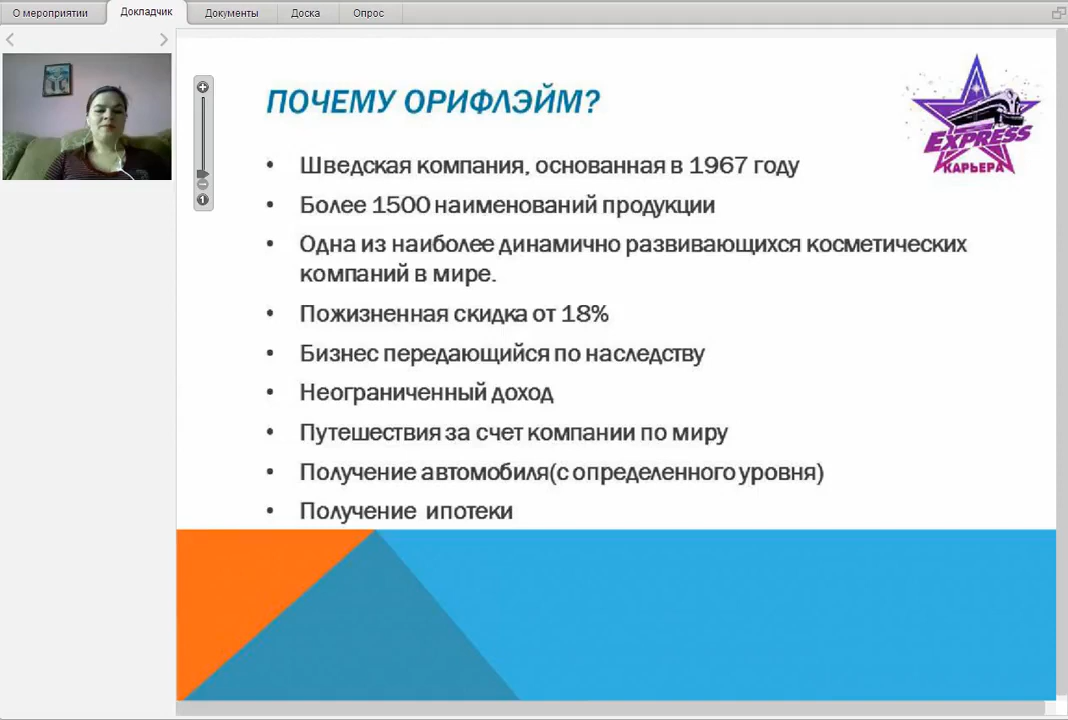 О мероприятии
Докладчик
Документы
Доска
Опрос
ПОЧЕМУ ОРИФЛЭЙМ?
EXPRESS
КАРЬЕРА
• Шведская компания, основанная в 1967 году
• Более 1500 наименований продукции
• Одна из наиболее динамично развивающихся косметических
компаний в мире.
• Пожизненная скидка от 18%
• Бизнес передающийся по наследству
• Неограниченный доход
• Путешествия за счет компании по миру
• Получение автомобиля(с определенного уровня)
• Получение ипотеки